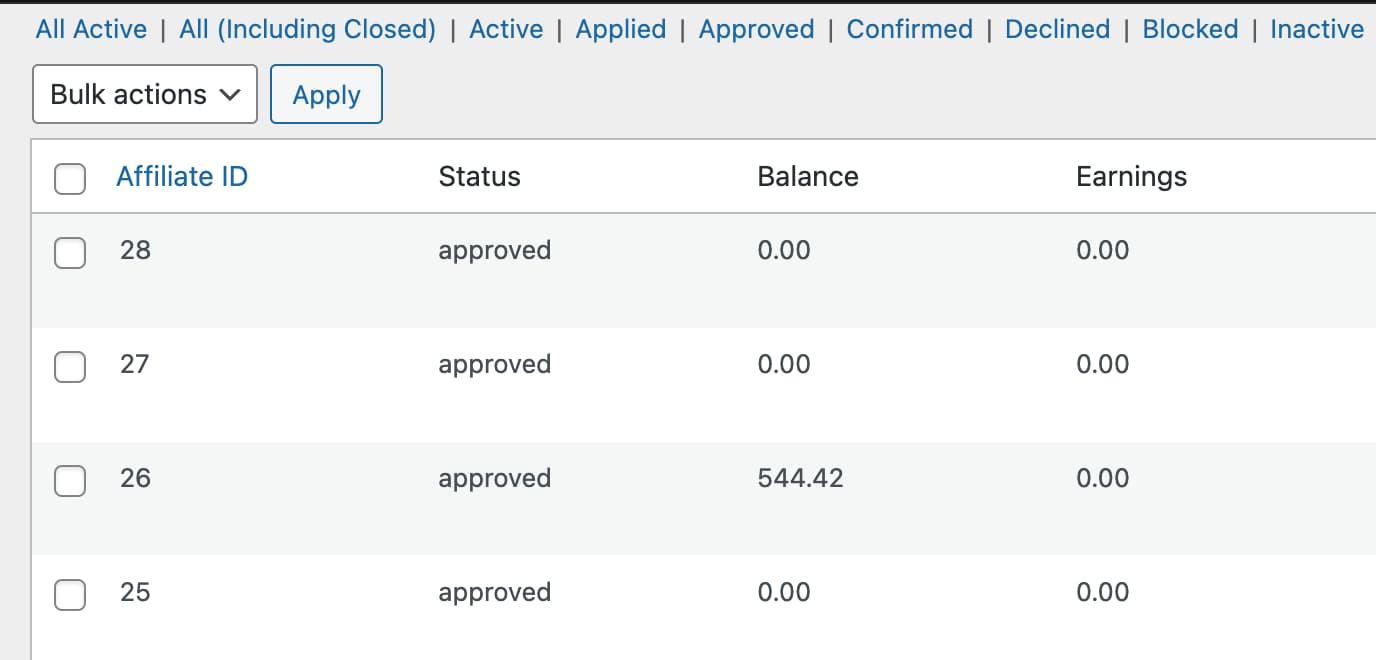 All Active | All (Including Closed) | Active | Applied | Approved | Confirmed | Declined | Blocked | Inactive
Bulk actions Apply
Affiliate ID Status Balance Earnings
28 approved 0.00 0.00
27 approved 0.00 0.00
26 approved 544.42 0.00
25 approved 0.00 0.00